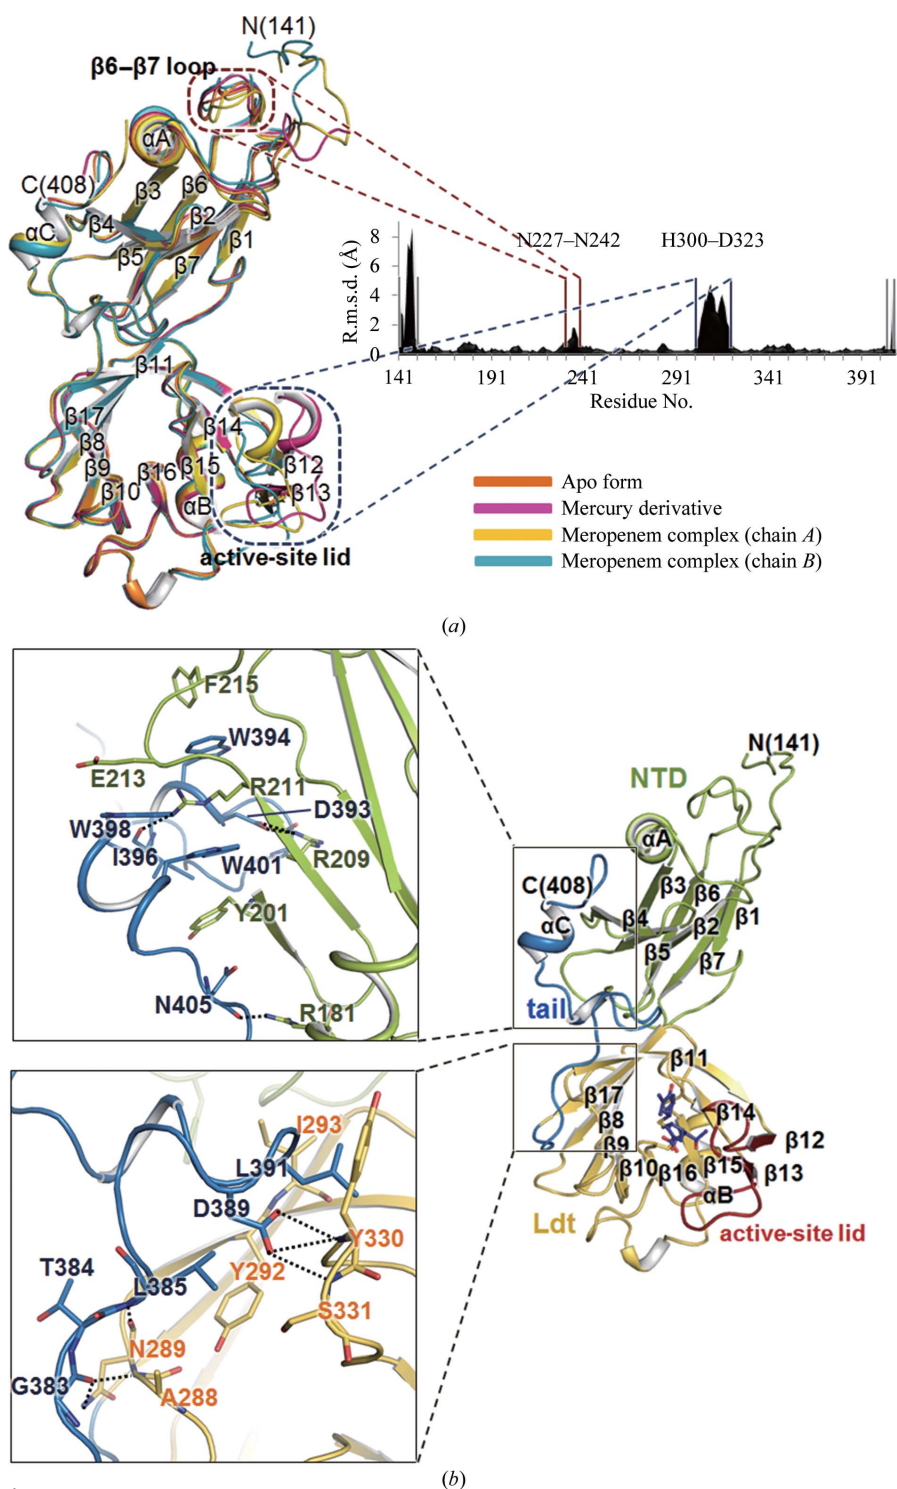 N(141)
β6–β7 loop
αA
C(408)
β3
β6
αC
β4
β2
β5
β7
β1
β11
β17
β14
β8
β9
β16
β15
β12
β10
β13
αB
active-site lid
N227–N242
H300–D323
R.m.s.d. (Å)
8
6
4
2
0
141
191
241
291
341
391
Residue No.
Apo form
Mercury derivative
Meropenem complex (chain A)
Meropenem complex (chain B)
(a)
F215
W394
E213
R211
D393
W398
I396
W401
R209
Y201
N405
R181
I293
L391
D389
Y330
T384
L385
Y292
S331
N289
G383
A288
N(141)
NTD
αA
C(408)
β3
β6
αC
β4
β2
β1
β5
β7
tail
β11
β17
β14
β8
β9
β12
β10
β16
β15
β13
αB
Ldt
active-site lid
(b)